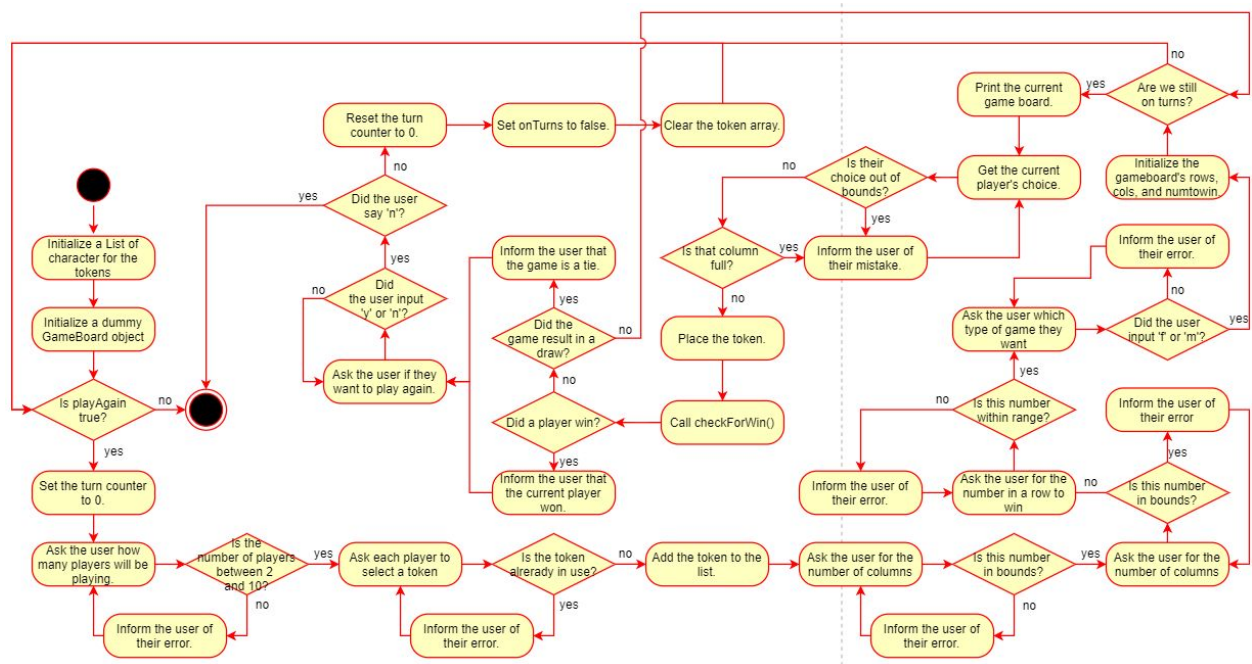 no
Print the current
game board.
yes
Are we still
on turns?
Reset the turn
counter to 0.
Set onTurns to false.
Clear the token array.
no
no
Is their
choice out of
bounds?
Get the current
player's choice.
Initialize the
gameboard's rows,
cols, and numtowin.
yes
Did the user
say 'n'?
yes
Initialize a List of
character for the
tokens
Inform the user that
the game is a tie.
Is that column
full?
yes
Inform the user of
their mistake.
Inform the user of
their error.
yes
no
Did
the user input
'y' or 'n'?
yes
no
no
Initialize a dummy
GameBoard object
Did the
game result in a
draw?
no
Place the token.
Ask the user which
type of game they
want
Did the user
input 'f' or 'm'?
yes
Ask the user if they
want to play again.
no
yes
Is playAgain
true?
no
Did a player win?
Call checkForWin()
no
Is this number
within range?
Inform the user of
their error
yes
yes
yes
Set the turn counter
to 0.
Inform the user that
the current player
won.
Inform the user of
their error.
Ask the user for the
number in a row to
win
no
Is this number
in bounds?
Ask the user how
many players will be
playing.
Is the
number of players
between 2
and 10?
yes
Ask each player to
select a token
Is the token
alreardy in use?
no
Add the token to the
list.
Ask the user for the
number of columns
Is this number
in bounds?
yes
Ask the user for the
number of columns
no
yes
no
Inform the user of
their error.
Inform the user of
their error.
Inform the user of
their error.